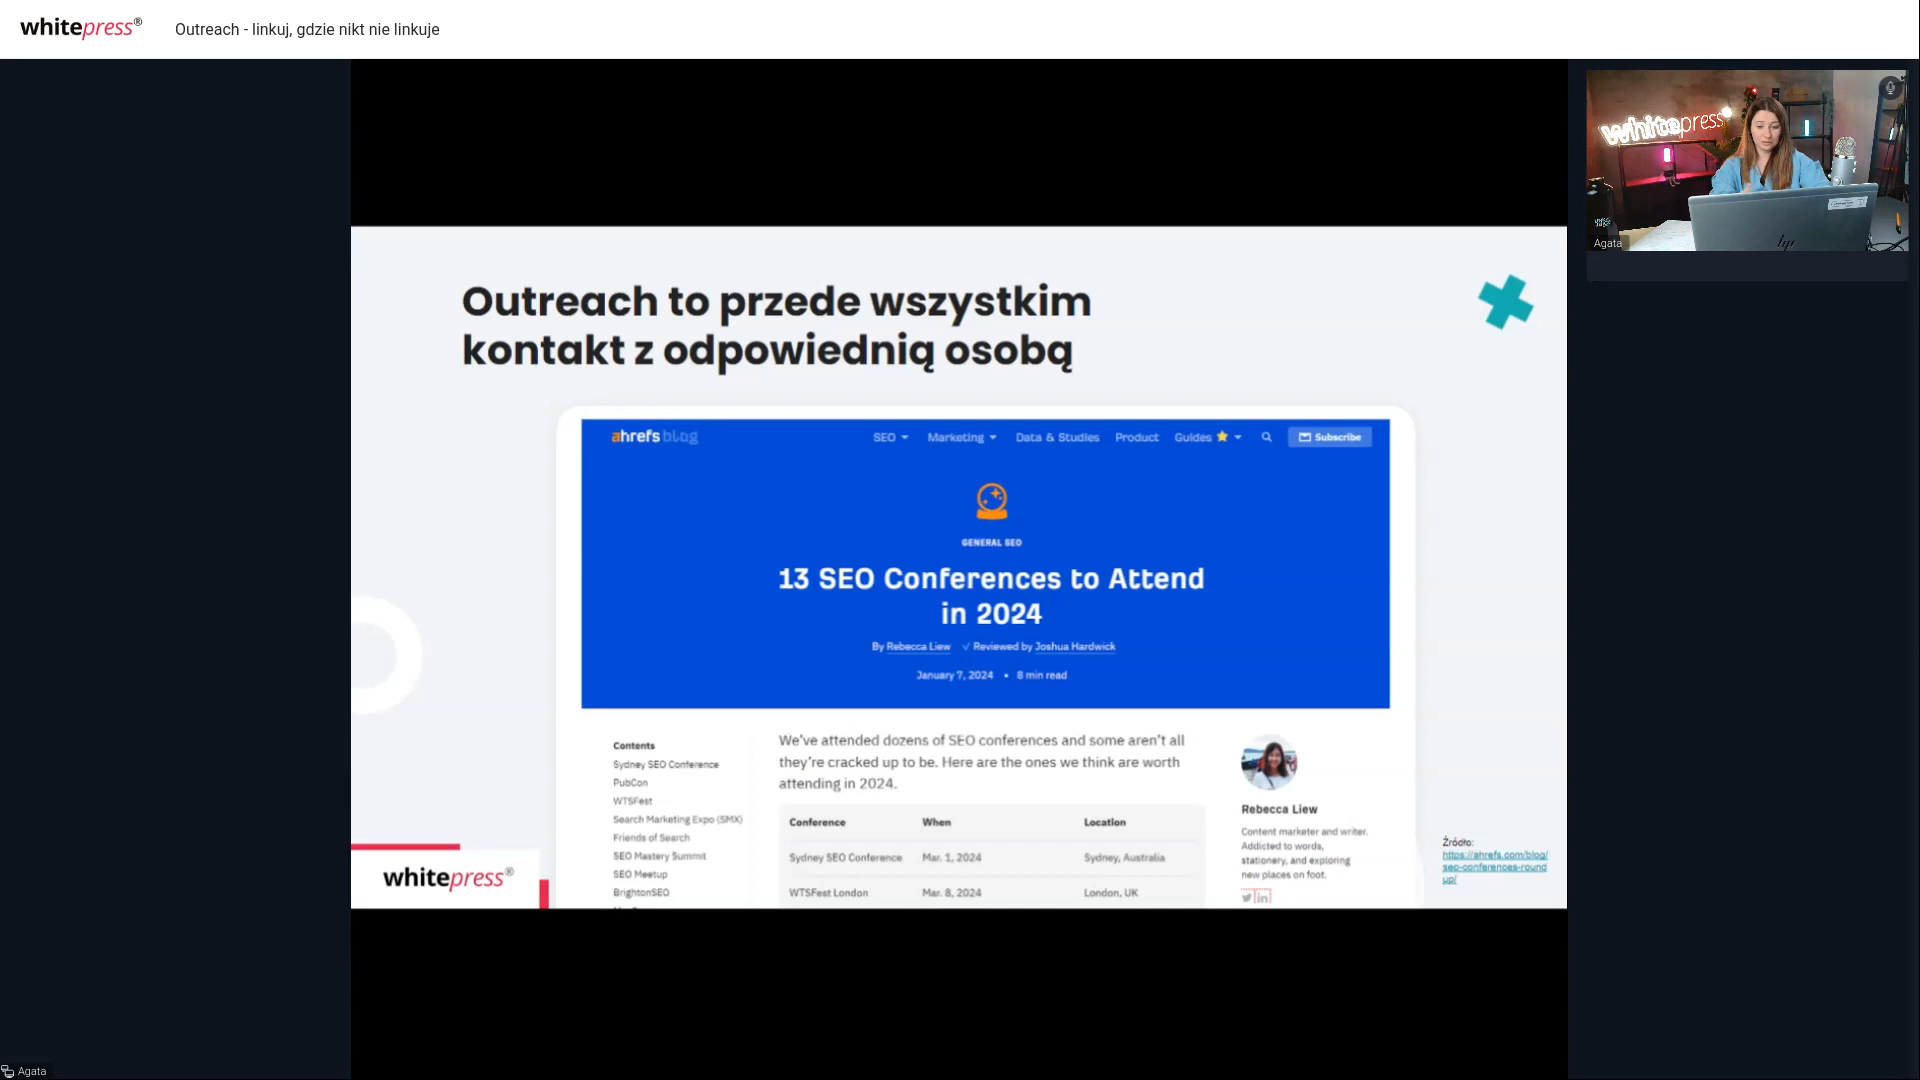 whitepress®
Outreach - linkuj, gdzie nikt nie linkuje
whitepress
Agata
Outreach to przede wszystkim
kontakt z odpowiednią osobą
ahrefs blog
SEO
Marketing
Data & Studies
Product
Guides
Subscribe
GENERAL SEO
13 SEO Conferences to Attend
in 2024
By Rebecca Liew
Reviewed by Joshua Hardwick
January 7, 2024 • 8 min read
Contents
Sydney SEO Conference
PubCon
WTSFest
Search Marketing Expo (SMX)
Friends of Search
SEO Mastery Summit
SEO Meetup
BrightonSEO
We've attended dozens of SEO conferences and some aren't all
they're cracked up to be. Here are the ones we think are worth
attending in 2024.
Conference When Location
Sydney SEO Conference Mar. 1, 2024 Sydney, Australia
WTSFest London Mar. 8, 2024 London, UK
Rebecca Liew
Content marketer and writer.
Addicted to words,
stationery, and exploring
new places on foot.
in
Źródło:
https://ahrefs.com/blog/
seo-conferences-round
up/
whitepress®
hp
Agata